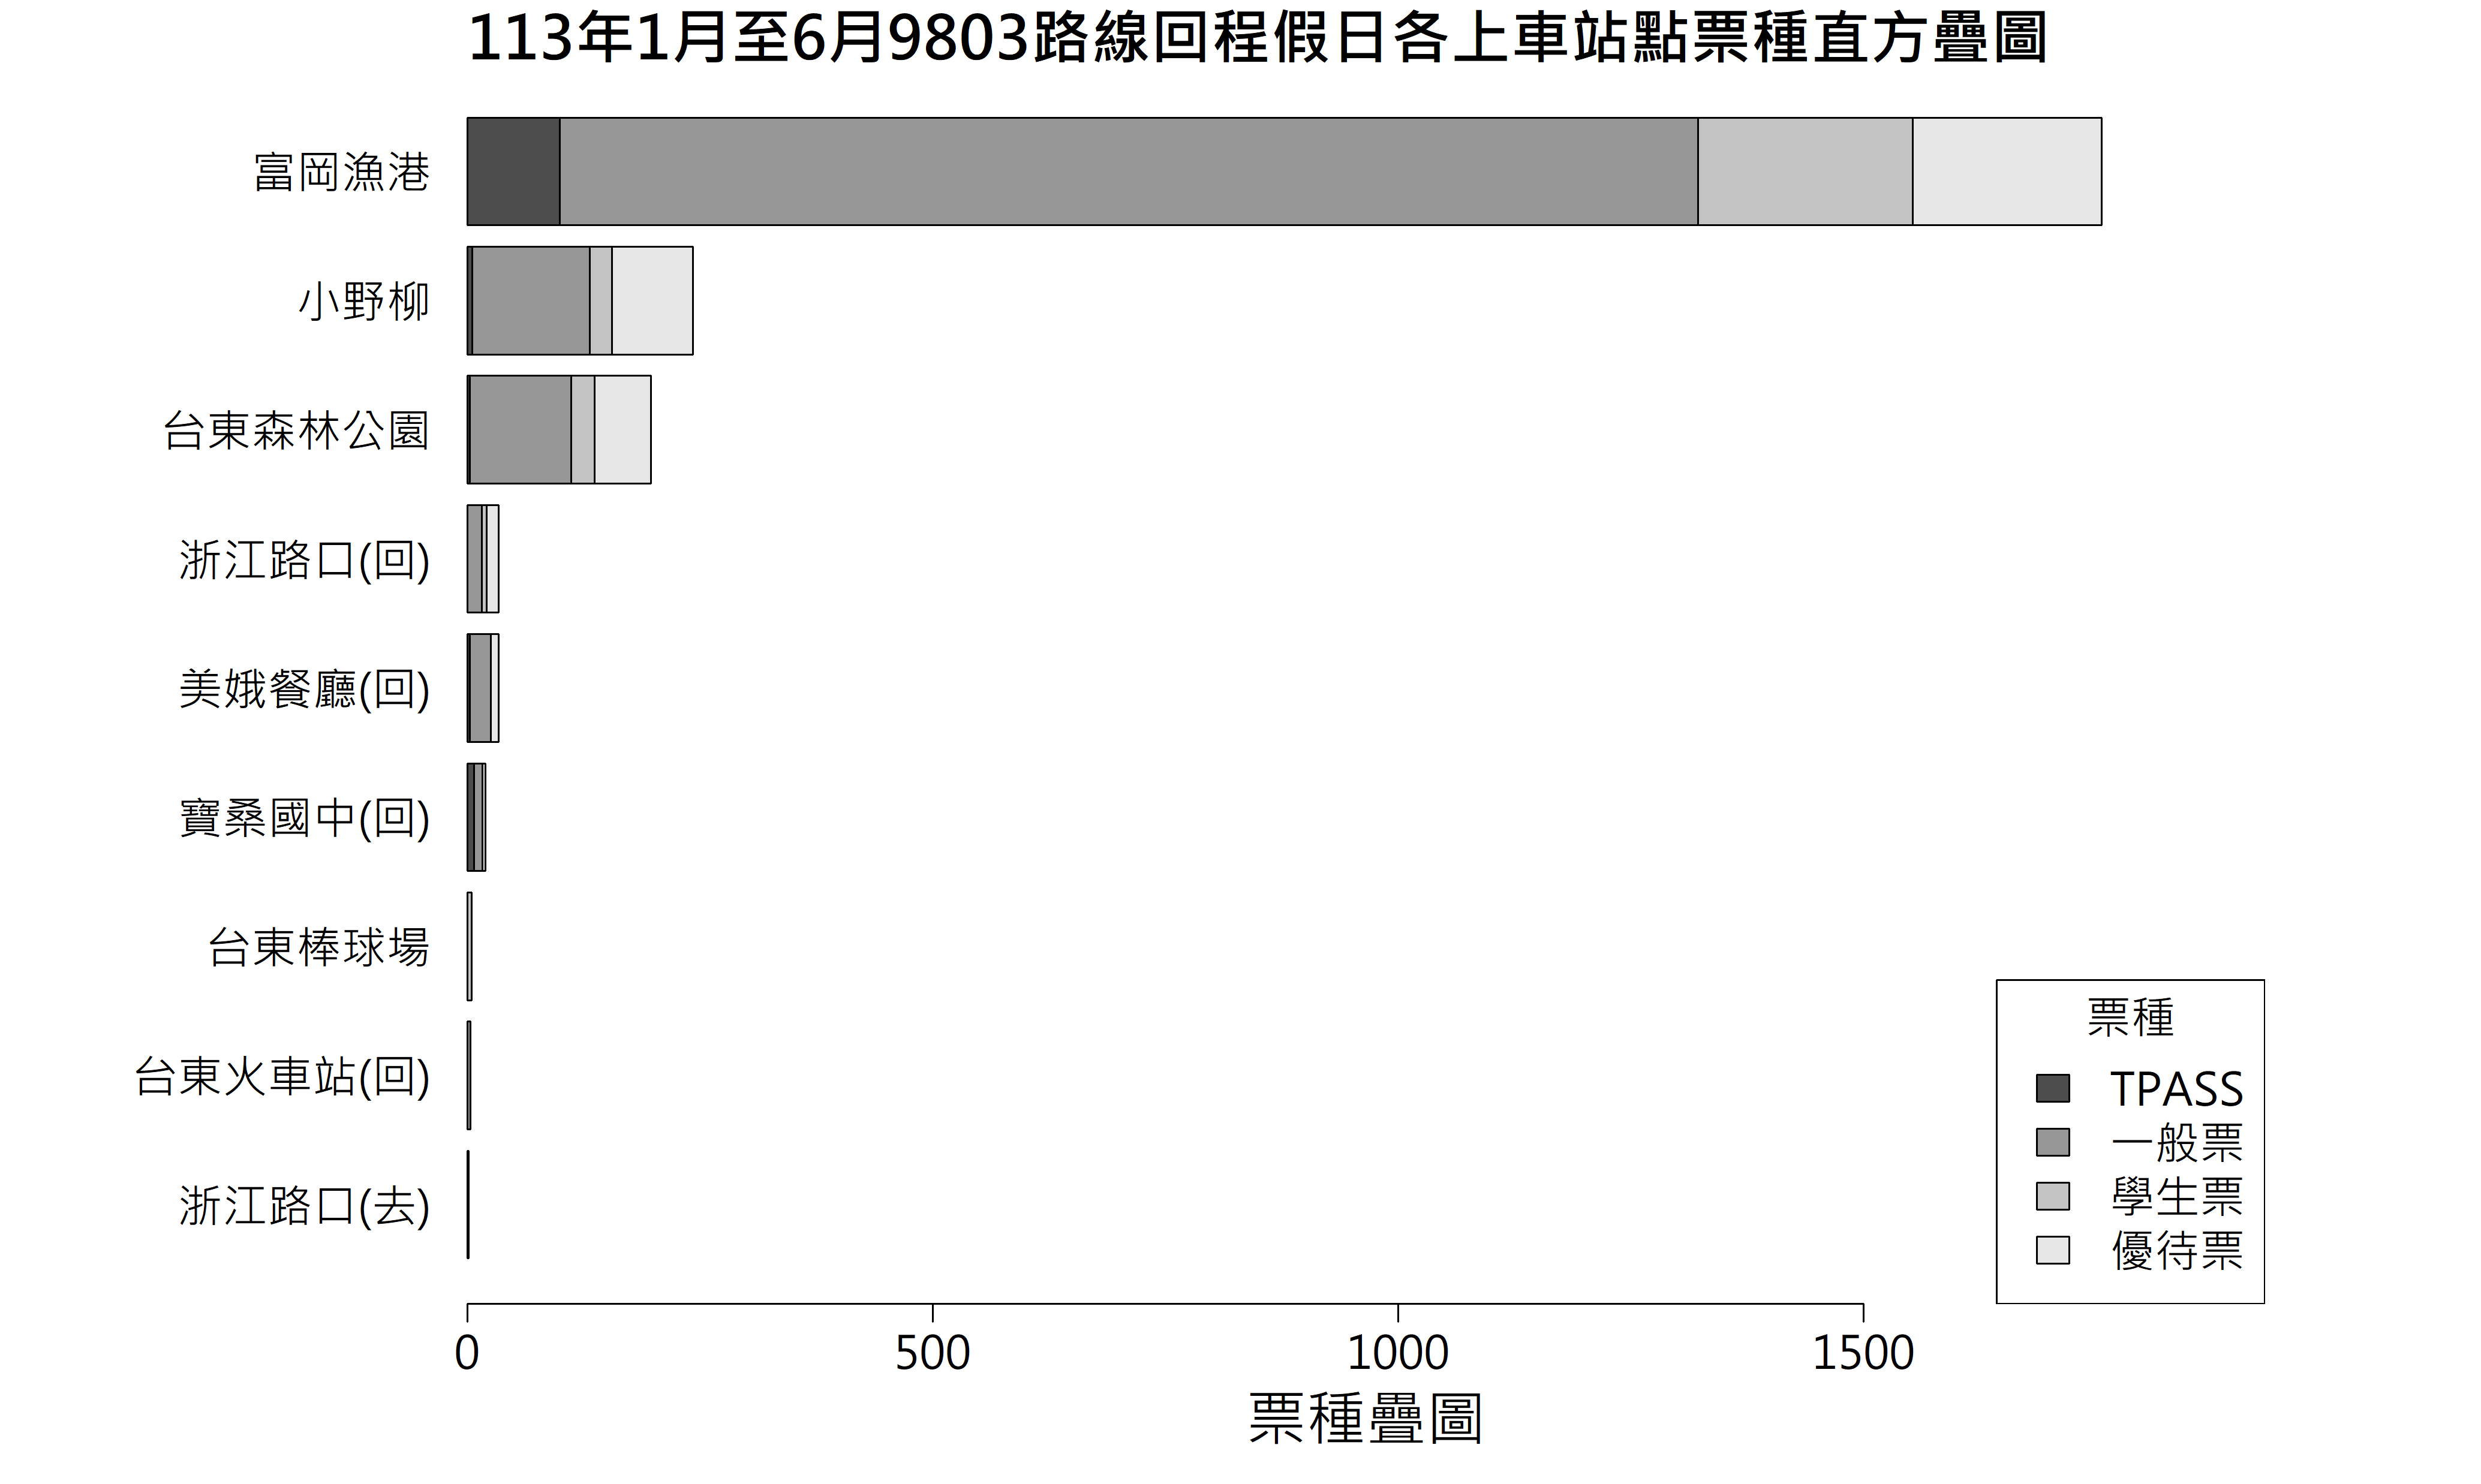 113年1月至6月9803路線回程假日各上車站點票種直方疊圖
富岡漁港
小野柳
台東森林公園
浙江路口(回)
美娥餐廳(回)
寶桑國中(回)
台東棒球場
台東火車站(回)
浙江路口(去)
票種
TPASS
一般票
學生票
優待票
0 500 1000 1500
票種疊圖